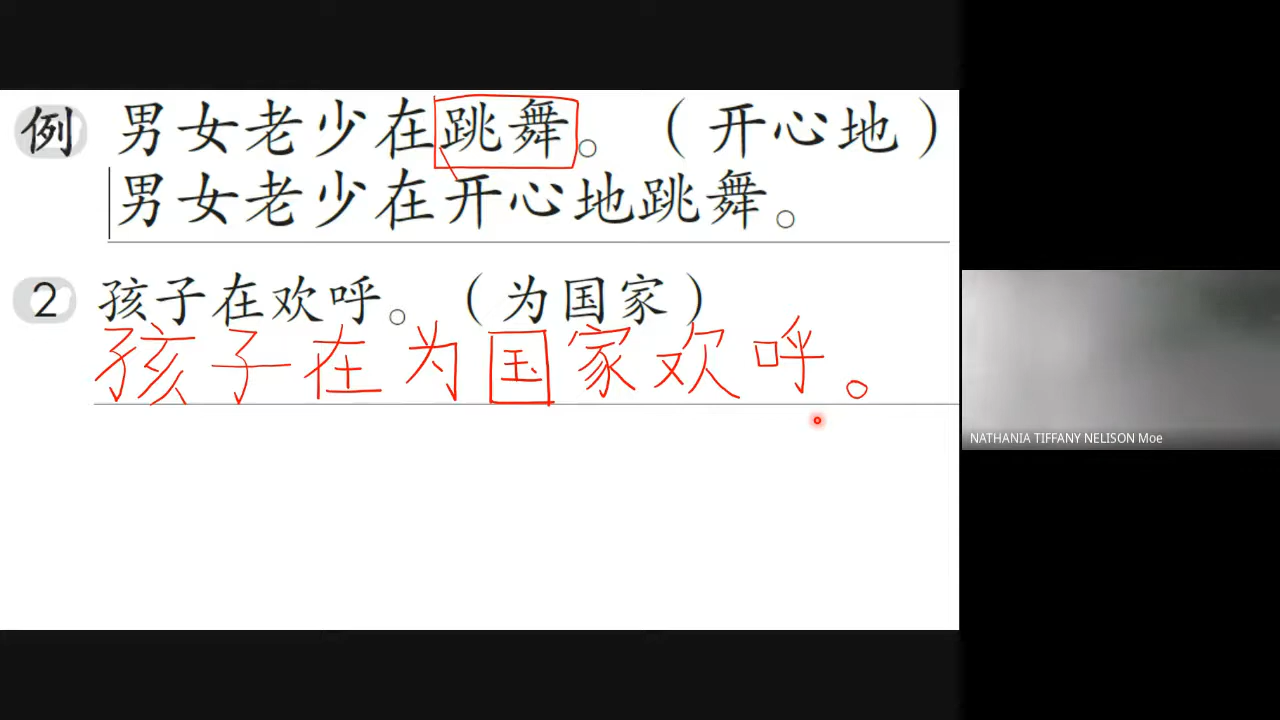 例 男女老少在跳舞。（开心地）
男女老少在开心地跳舞。
2 孩子在欢呼。（为国家）
孩子在为国家欢呼。
NATHANIA TIFFANY NELISON Moe